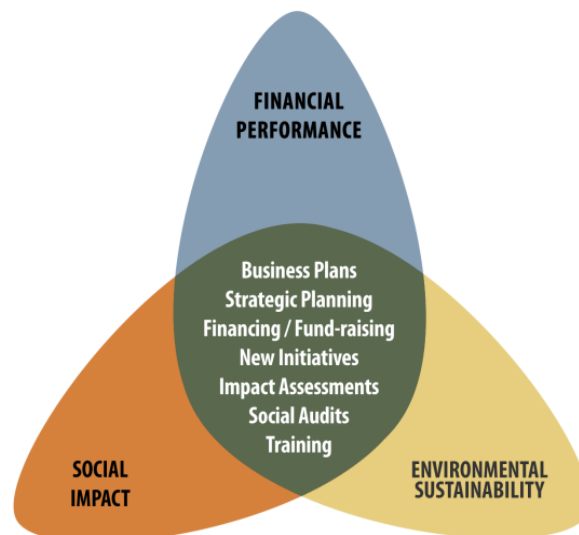 FINANCIAL
PERFORMANCE
Business Plans
Strategic Planning
Financing / Fund-raising
New Initiatives
Impact Assessments
Social Audits
Training
SOCIAL
IMPACT
ENVIRONMENTAL
SUSTAINABILITY